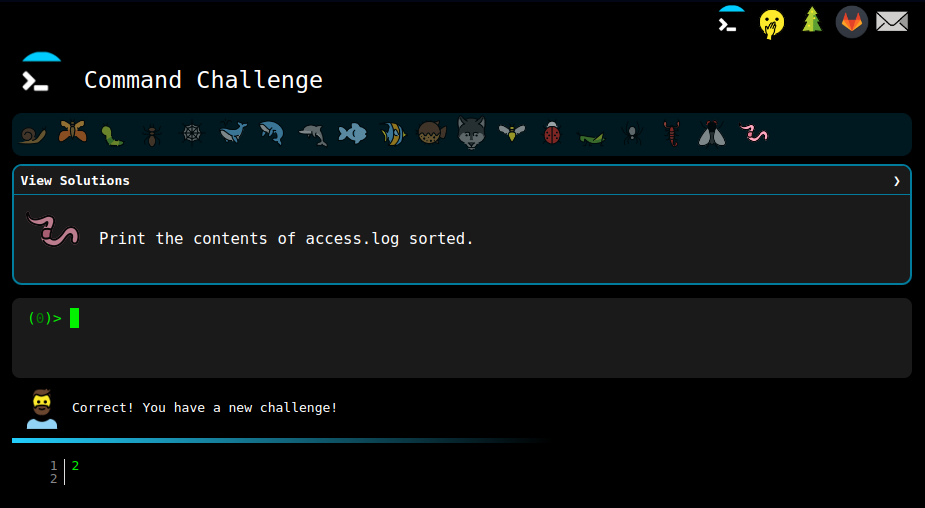 Command Challenge
View Solutions ❯
Print the contents of access.log sorted.
(0)>
Correct! You have a new challenge!
1 2
2